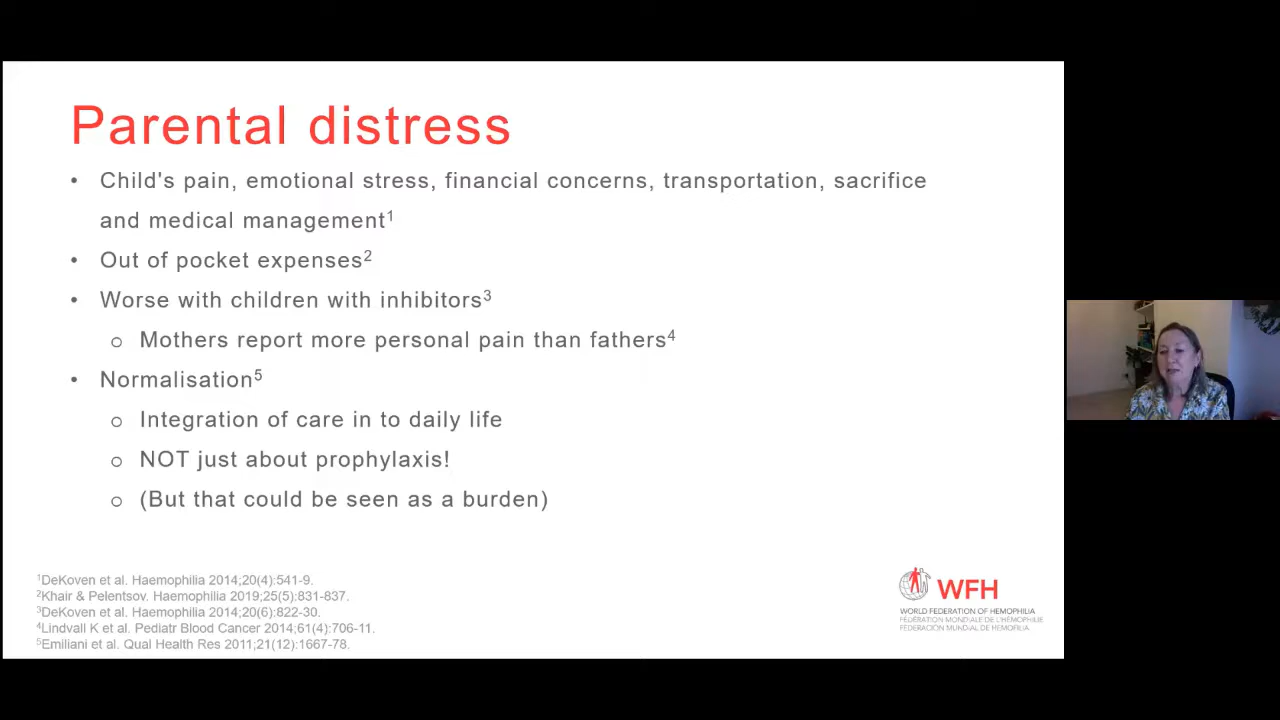 Parental distress
• Child's pain, emotional stress, financial concerns, transportation, sacrifice
and medical management¹
• Out of pocket expenses²
• Worse with children with inhibitors³
o Mothers report more personal pain than fathers⁴
• Normalisation⁵
o Integration of care in to daily life
o NOT just about prophylaxis!
o (But that could be seen as a burden)
¹DeKoven et al. Haemophilia 2014;20(4):541-9.
²Khair & Pelentsov. Haemophilia 2019;25(5):831-837.
³DeKoven et al. Haemophilia 2014;20(6):822-30.
⁴Lindvall K et al. Pediatr Blood Cancer 2014;61(4):706-11.
⁵Emiliani et al. Qual Health Res 2011;21(12):1667-78.
WFH
WORLD FEDERATION OF HEMOPHILIA
FÉDÉRATION MONDIALE DE L'HÉMOPHILIE
FEDERACIÓN MUNDIAL DE HEMOFILIA